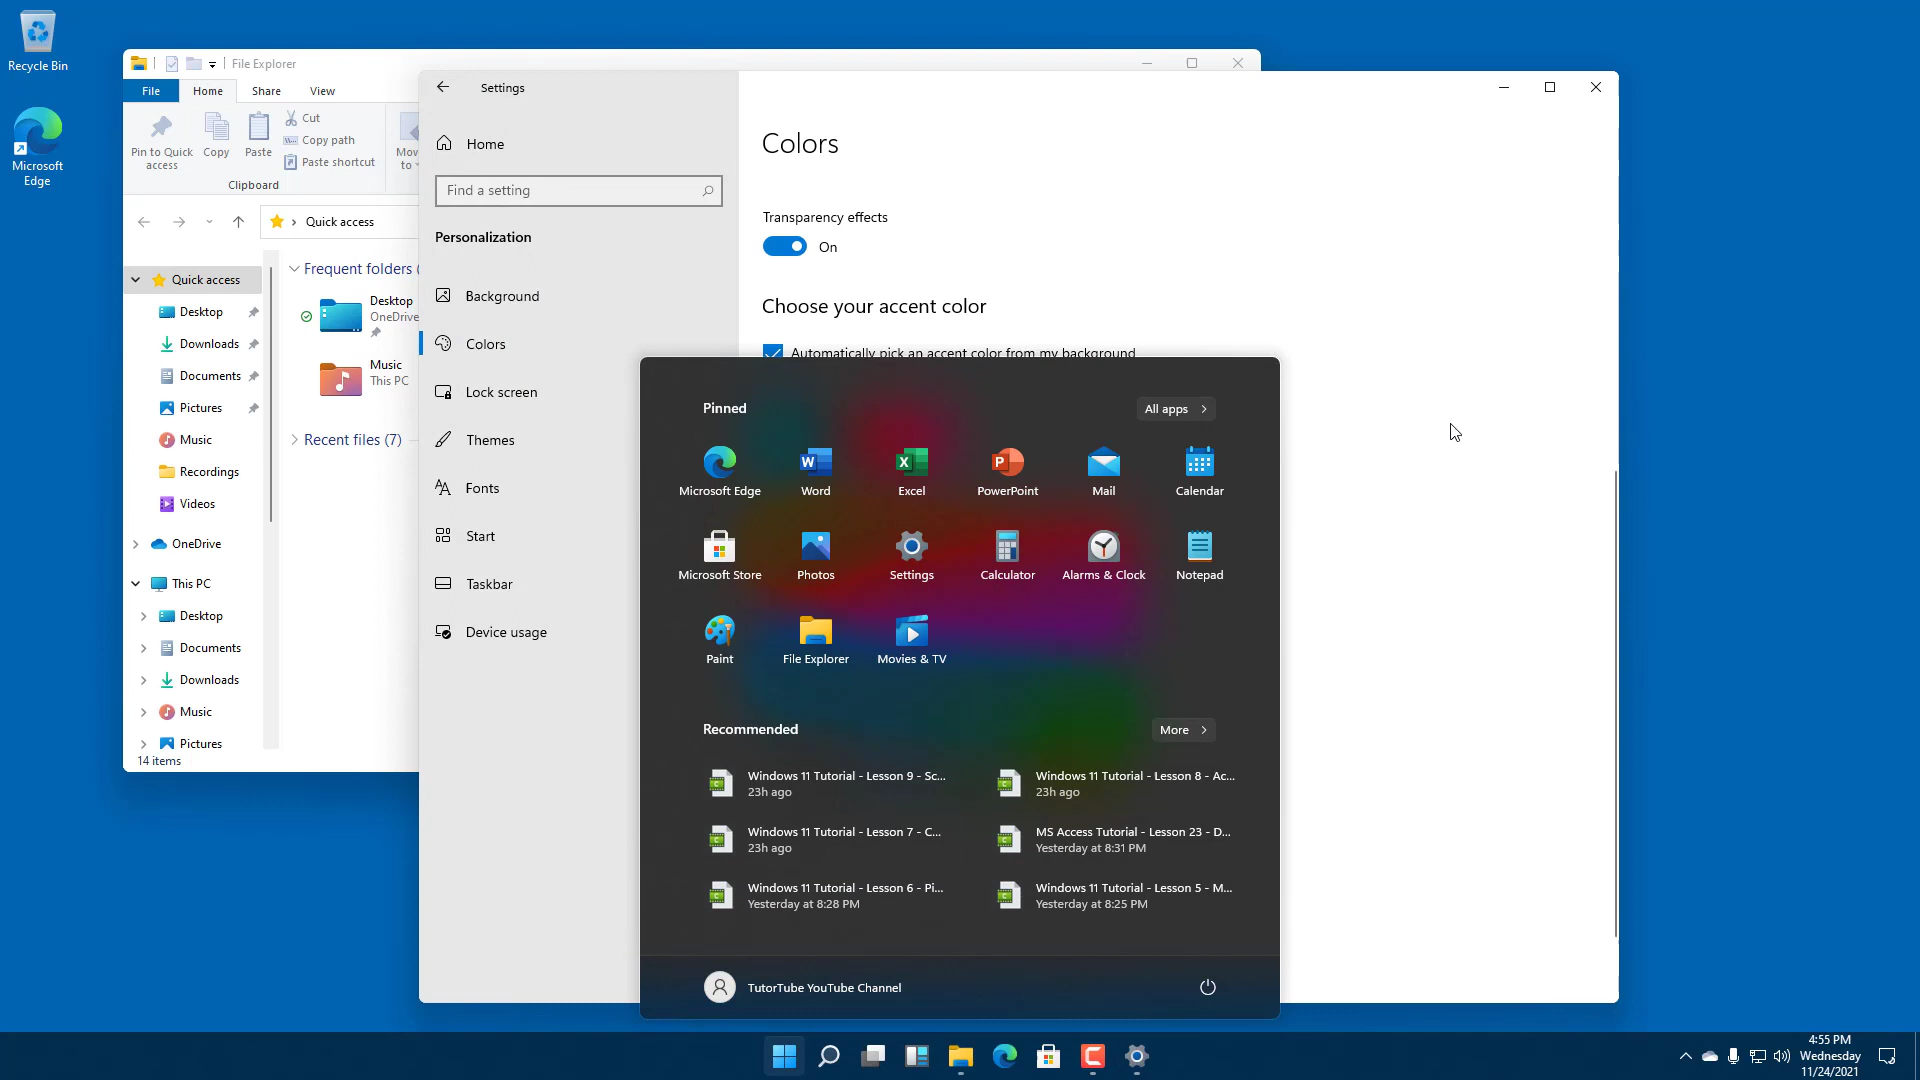 Recycle Bin
Microsoft
Edge
File Explorer
File Home Share View
Pin to Quick
access
Copy
Paste
Cut
Copy path
Paste shortcut
Mov
to
Clipboard
Quick access
Quick access
Desktop
Downloads
Documents
Pictures
Music
Recordings
Videos
OneDrive
This PC
Desktop
Documents
Downloads
Music
Pictures
14 items
Frequent folders (
Desktop
OneDrive
Music
This PC
Recent files (7)
Settings
Home
Find a setting
Personalization
Background
Colors
Lock screen
Themes
Fonts
Start
Taskbar
Device usage
Colors
Transparency effects
On
Choose your accent color
Automatically pick an accent color from my background
Pinned
All apps
Microsoft Edge
Word
Excel
PowerPoint
Mail
Calendar
Microsoft Store
Photos
Settings
Calculator
Alarms & Clock
Notepad
Paint
File Explorer
Movies & TV
Recommended
More
Windows 11 Tutorial - Lesson 9 - Sc...
23h ago
Windows 11 Tutorial - Lesson 8 - Ac...
23h ago
Windows 11 Tutorial - Lesson 7 - C...
23h ago
MS Access Tutorial - Lesson 23 - D...
Yesterday at 8:31 PM
Windows 11 Tutorial - Lesson 6 - Pi...
Yesterday at 8:28 PM
Windows 11 Tutorial - Lesson 5 - M...
Yesterday at 8:25 PM
TutorTube YouTube Channel
4:55 PM
Wednesday
11/24/2021